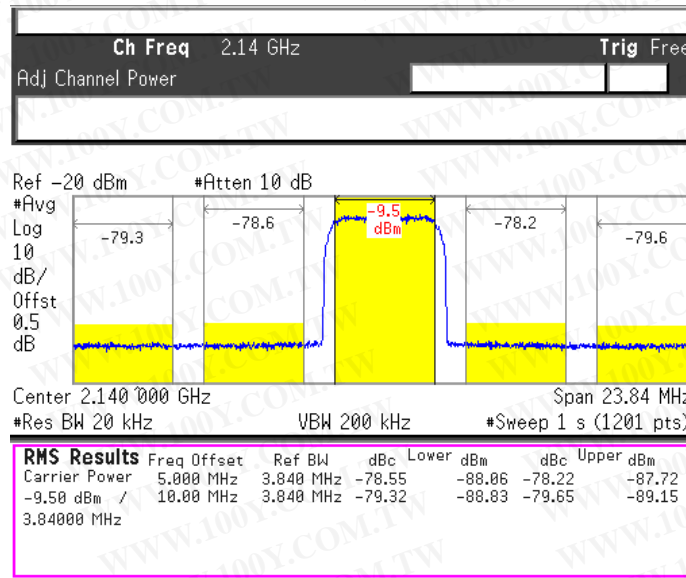 Ch Freq 2.14 GHz Trig Free
Adj Channel Power
Ref -20 dBm #Atten 10 dB
#Avg
Log
10
dB/
Offst
0.5
dB
-79.3 -78.6 -9.5 dBm -78.2 -79.6
Center 2.140 000 GHz Span 23.84 MHz
#Res BW 20 kHz VBW 200 kHz #Sweep 1 s (1201 pts)
RMS Results Freq Offset Ref BW dBc Lower dBm dBc Upper dBm
Carrier Power 5.000 MHz 3.840 MHz -78.55 -88.06 -78.22 -87.72
-9.50 dBm / 10.00 MHz 3.840 MHz -79.32 -88.83 -79.65 -89.15
3.84000 MHz
WWW.100Y.COM.TW